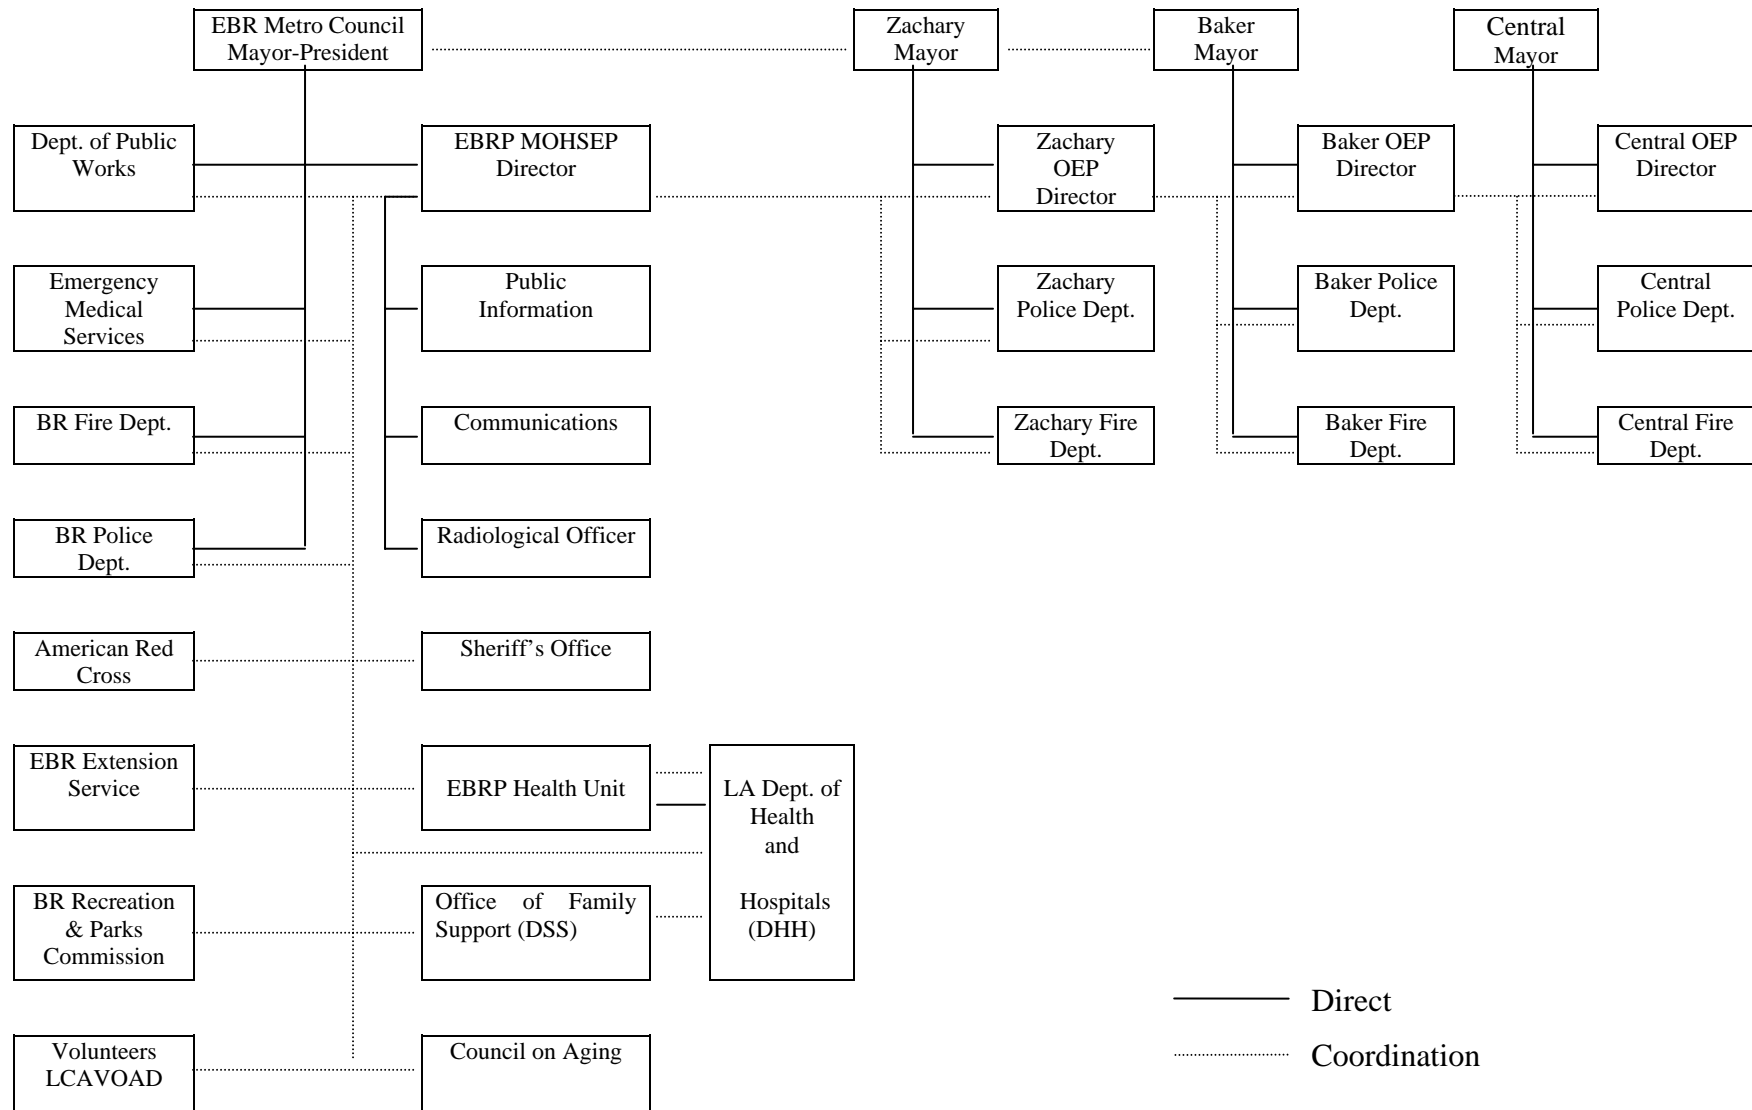 EBR Metro Council
Mayor-President
Zachary
Mayor
Baker
Mayor
Central
Mayor
Dept. of Public
Works
EBRP MOHSEP
Director
Zachary
OEP
Director
Baker OEP
Director
Central OEP
Director
Emergency
Medical
Services
Public
Information
Zachary
Police Dept.
Baker Police
Dept.
Central
Police Dept.
BR Fire Dept.
Communications
Zachary Fire
Dept.
Baker Fire
Dept.
Central Fire
Dept.
BR Police
Dept.
Radiological Officer
American Red
Cross
Sheriff’s Office
EBR Extension
Service
EBRP Health Unit
LA Dept. of
Health
and
Hospitals
(DHH)
BR Recreation
& Parks
Commission
Office of Family
Support (DSS)
Volunteers
LCAVOAD
Council on Aging
Direct
Coordination